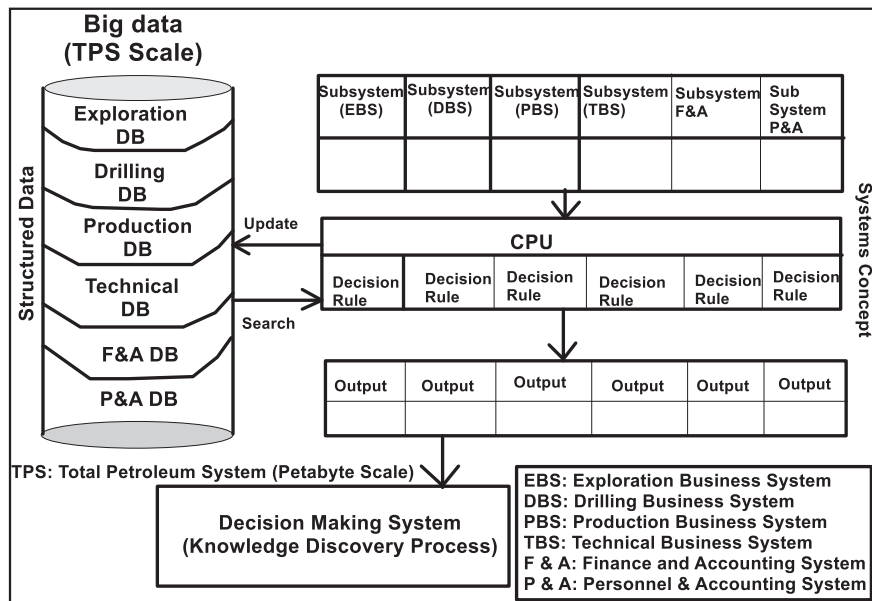 Big data
(TPS Scale)
Structured Data
Exploration
DB
Drilling
DB
Production
DB
Technical
DB
F&A DB
P&A DB
Update
Search
Subsystem
(EBS)
Subsystem
(DBS)
Subsystem
(PBS)
Subsystem
(TBS)
Subsystem
F&A
Sub
System
P&A
CPU
Decision
Rule
Decision
Rule
Decision
Rule
Decision
Rule
Decision
Rule
Decision
Rule
Systems Concept
Output
Output
Output
Output
Output
Output
TPS: Total Petroleum System (Petabyte Scale)
Decision Making System
(Knowledge Discovery Process)
EBS: Exploration Business System
DBS: Drilling Business System
PBS: Production Business System
TBS: Technical Business System
F & A: Finance and Accounting System
P & A: Personnel & Accounting System